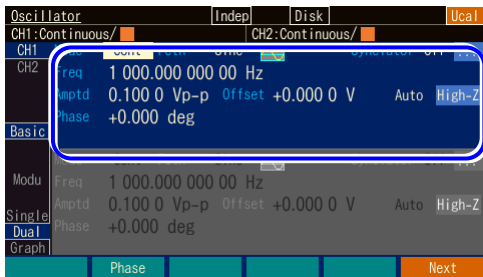 Oscillator Indep Disk Ucal
CH1:Continuous/ CH2:Continuous/
CH1
CH2 Freq 1 000.000 000 00 Hz
Amptd 0.100 0 Vp-p Offset +0.000 0 V Auto High-Z
Phase +0.000 deg
Basic
Modu Freq 1 000.000 000 00 Hz
Amptd 0.100 0 Vp-p Offset +0.000 0 V Auto High-Z
Single Phase +0.000 deg
Dual
Graph
Phase Next